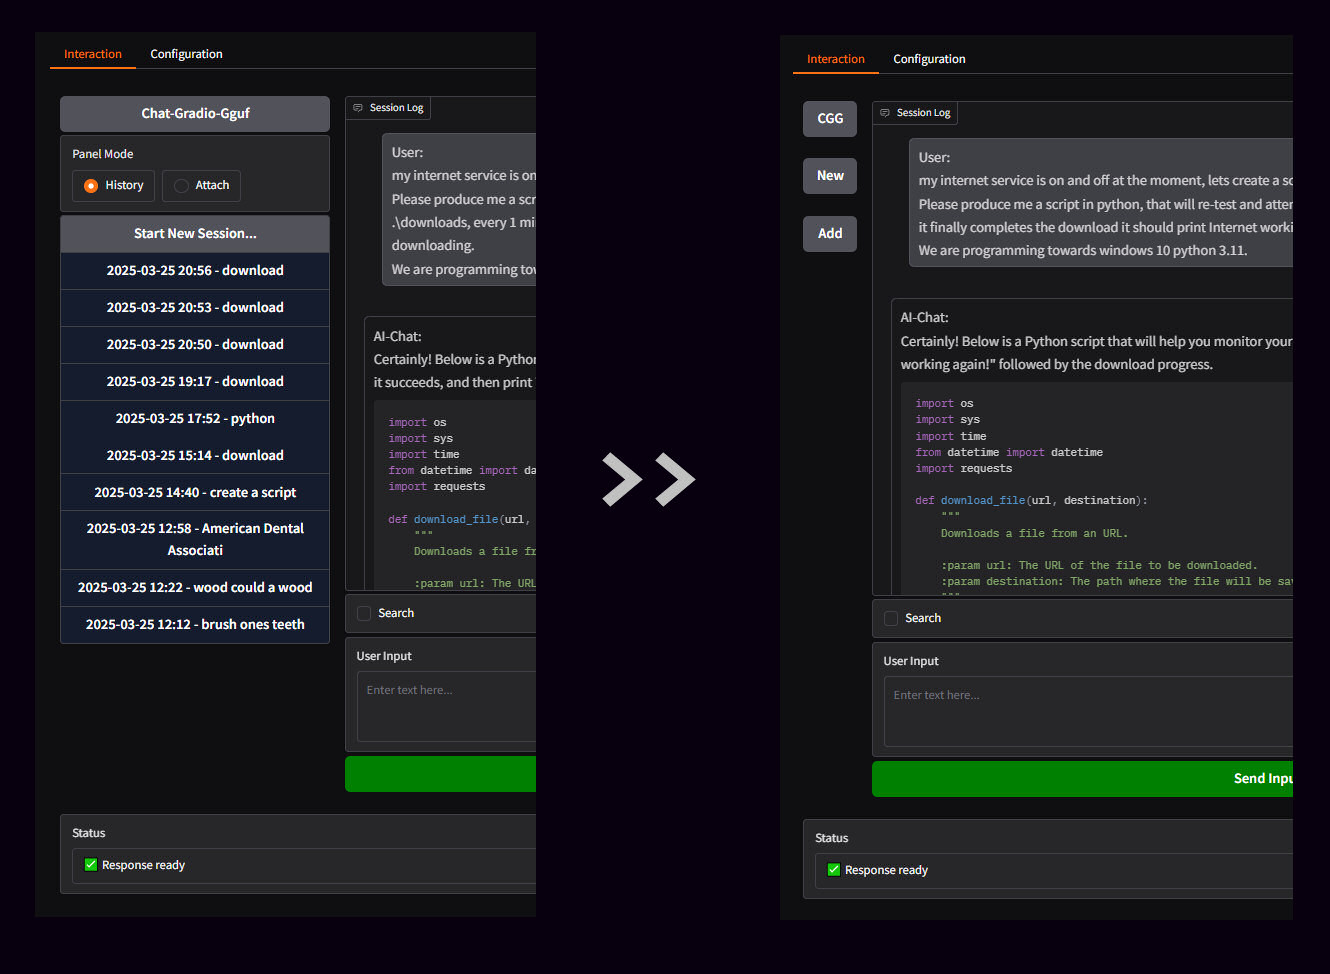 Interaction Configuration
Chat-Gradio-Gguf
Panel Mode
History Attach
Start New Session...
2025-03-25 20:56 - download
2025-03-25 20:53 - download
2025-03-25 20:50 - download
2025-03-25 19:17 - download
2025-03-25 17:52 - python
2025-03-25 15:14 - download
2025-03-25 14:40 - create a script
2025-03-25 12:58 - American Dental
Associati
2025-03-25 12:22 - wood could a wood
2025-03-25 12:12 - brush ones teeth
Session Log
User:
my internet service is on
Please produce me a scr
.\downloads, every 1 mi
downloading.
We are programming tow
AI-Chat:
Certainly! Below is a Pythor
it succeeds, and then print
import os
import sys
import time
from datetime import da
import requests
def download_file(url,
"""
Downloads a file fr
:param url: The URL
Search
User Input
Enter text here...
Status
✅ Response ready
>>
Interaction Configuration
CGG
New
Add
Session Log
User:
my internet service is on and off at the moment, lets create a sc
Please produce me a script in python, that will re-test and atten
it finally completes the download it should print Internet worki
We are programming towards windows 10 python 3.11.
AI-Chat:
Certainly! Below is a Python script that will help you monitor your
working again!" followed by the download progress.
import os
import sys
import time
from datetime import datetime
import requests
def download_file(url, destination):
"""
Downloads a file from an URL.
:param url: The URL of the file to be downloaded.
:param destination: The path where the file will be sav
"""
Search
User Input
Enter text here...
Send Inpu
Status
✅ Response ready